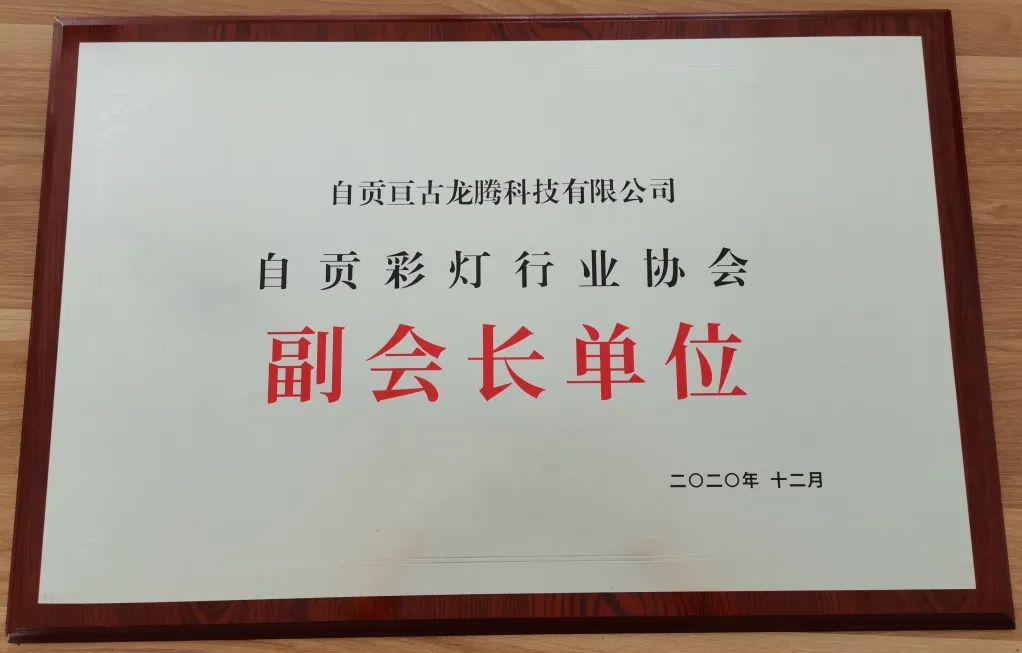 自贡亘古龙腾科技有限公司
自贡彩灯行业协会
副会长单位
二〇二〇年 十二月